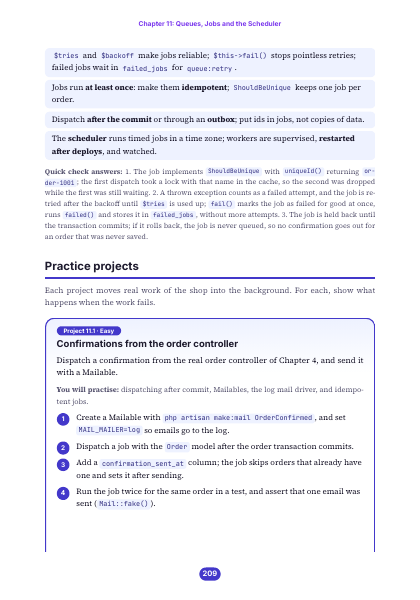 Chapter 11: Queues, Jobs and the Scheduler
$tries and $backoff make jobs reliable; $this->fail() stops pointless retries;
failed jobs wait in failed_jobs for queue:retry.
Jobs run at least once: make them idempotent; ShouldBeUnique keeps one job per
order.
Dispatch after the commit or through an outbox; put ids in jobs, not copies of data.
The scheduler runs timed jobs in a time zone; workers are supervised, restarted
after deploys, and watched.
Quick check answers: 1. The job implements ShouldBeUnique with uniqueId() returning or-
der-1001; the first dispatch took a lock with that name in the cache, so the second was dropped
while the first was still waiting. 2. A thrown exception counts as a failed attempt, and the job is re-
tried after the backoff until $tries is used up; fail() marks the job as failed for good at once,
runs failed() and stores it in failed_jobs, without more attempts. 3. The job is held back until
the transaction commits; if it rolls back, the job is never queued, so no confirmation goes out for
an order that was never saved.
Practice projects
Each project moves real work of the shop into the background. For each, show what
happens when the work fails.
Project 11.1 · Easy
Confirmations from the order controller
Dispatch a confirmation from the real order controller of Chapter 4, and send it
with a Mailable.
You will practise: dispatching after commit, Mailables, the log mail driver, and idempo-
tent jobs.
1 Create a Mailable with php artisan make:mail OrderConfirmed, and set
MAIL_MAILER=log so emails go to the log.
2 Dispatch a job with the Order model after the order transaction commits.
3 Add a confirmation_sent_at column; the job skips orders that already have
one and sets it after sending.
4 Run the job twice for the same order in a test, and assert that one email was
sent (Mail::fake()).
209